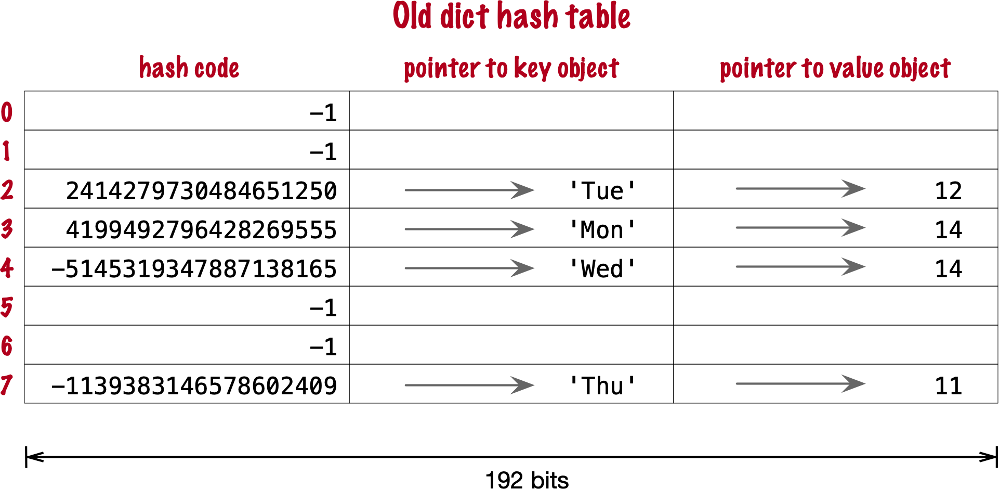 Old dict hash table
hash code pointer to key object pointer to value object
0 -1
1 -1
2 2414279730484651250 'Tue' 12
3 4199492796428269555 'Mon' 14
4 -5145319347887138165 'Wed' 14
5 -1
6 -1
7 -1139383146578602409 'Thu' 11
192 bits